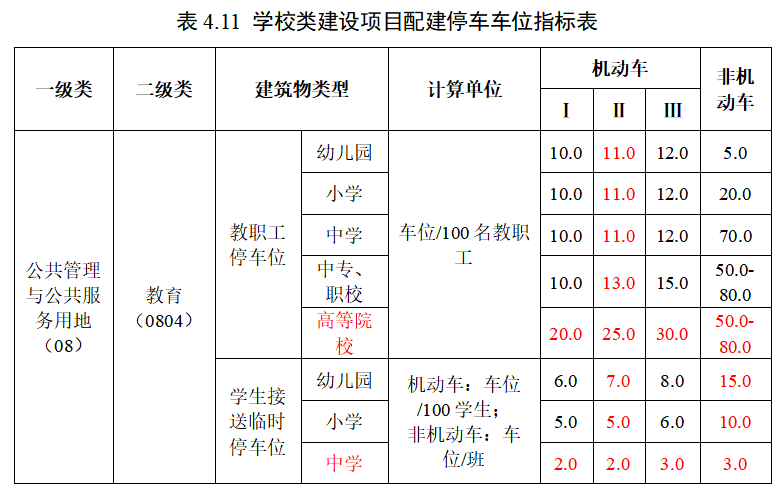 表 4.11 学校类建设项目配建停车车位指标表
一级类 二级类 建筑物类型 计算单位 机动车 非机
动车
Ⅰ Ⅱ Ⅲ
公共管理
与公共服
务用地
（08）
教育
（0804）
教职工
停车位
车位/100 名教职
工
幼儿园 10.0 11.0 12.0 5.0
小学 10.0 11.0 12.0 20.0
中学 10.0 11.0 12.0 70.0
中专、
职校
10.0 13.0 15.0 50.0-
80.0
高等院
校
20.0 25.0 30.0 50.0-
80.0
学生接
送临时
停车位
机动车：车位
/100 学生；
非机动车：车
位/班
幼儿园 6.0 7.0 8.0 15.0
小学 5.0 5.0 6.0 10.0
中学 2.0 2.0 3.0 3.0